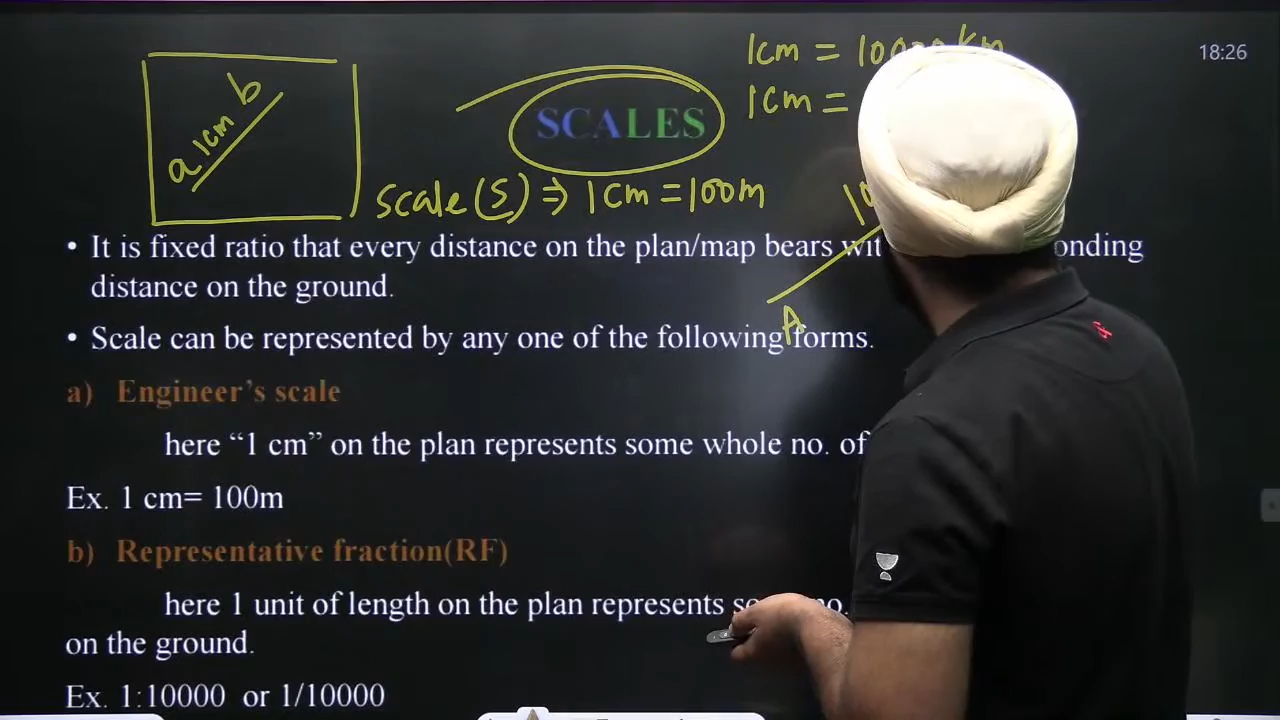 1cm = 10000 Km
18:26
1cm =
b
1cm
a
SCALES
Scale (S) ⇒ 1cm = 100m
• It is fixed ratio that every distance on the plan/map bears onding
distance on the ground.
A
• Scale can be represented by any one of the following forms.
a) Engineer's scale
here “1 cm” on the plan represents some whole no. of
Ex. 1 cm= 100m
b) Representative fraction(RF)
here 1 unit of length on the plan represents no.
on the ground.
Ex. 1:10000 or 1/10000